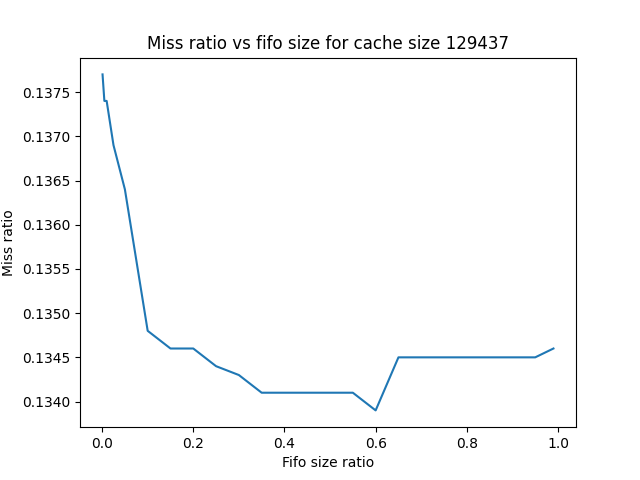 Miss ratio vs fifo size for cache size 129437
Miss ratio
0.1375
0.1370
0.1365
0.1360
0.1355
0.1350
0.1345
0.1340
0.0 0.2 0.4 0.6 0.8 1.0
Fifo size ratio